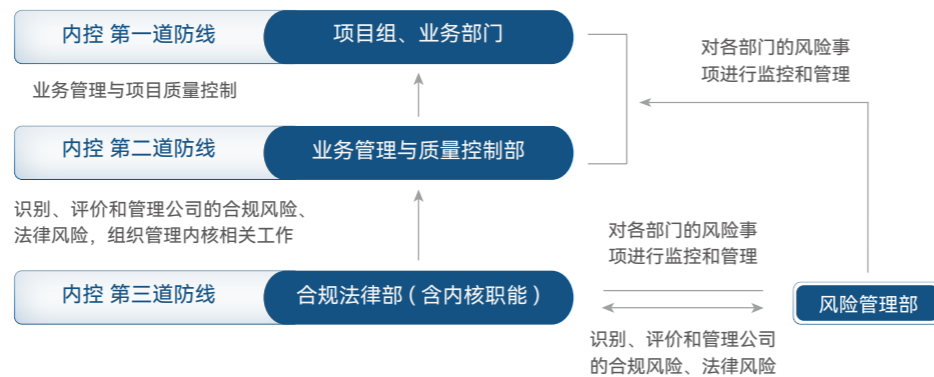 内控 第一道防线
项目组、业务部门
对各部门的风险事
项进行监控和管理
业务管理与项目质量控制
内控 第二道防线
业务管理与质量控制部
识别、评价和管理公司的合规风险、
法律风险，组织管理内核相关工作
对各部门的风险事
项进行监控和管理
内控 第三道防线
合规法律部 ( 含内核职能 )
风险管理部
识别、评价和管理公司
的合规风险、法律风险